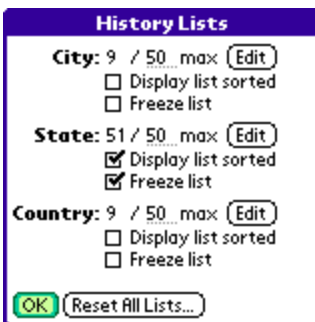 History Lists
City: 9 / 50 max Edit
Display list sorted
Freeze list
State: 51 / 50 max Edit
Display list sorted
Freeze list
Country: 9 / 50 max Edit
Display list sorted
Freeze list
OK Reset All Lists...